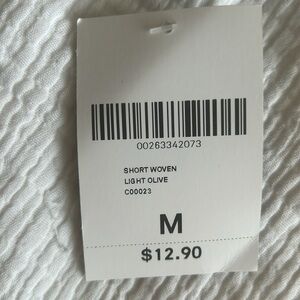 00263342073
SHORT WOVEN
LIGHT OLIVE
C00023
M
$12.90